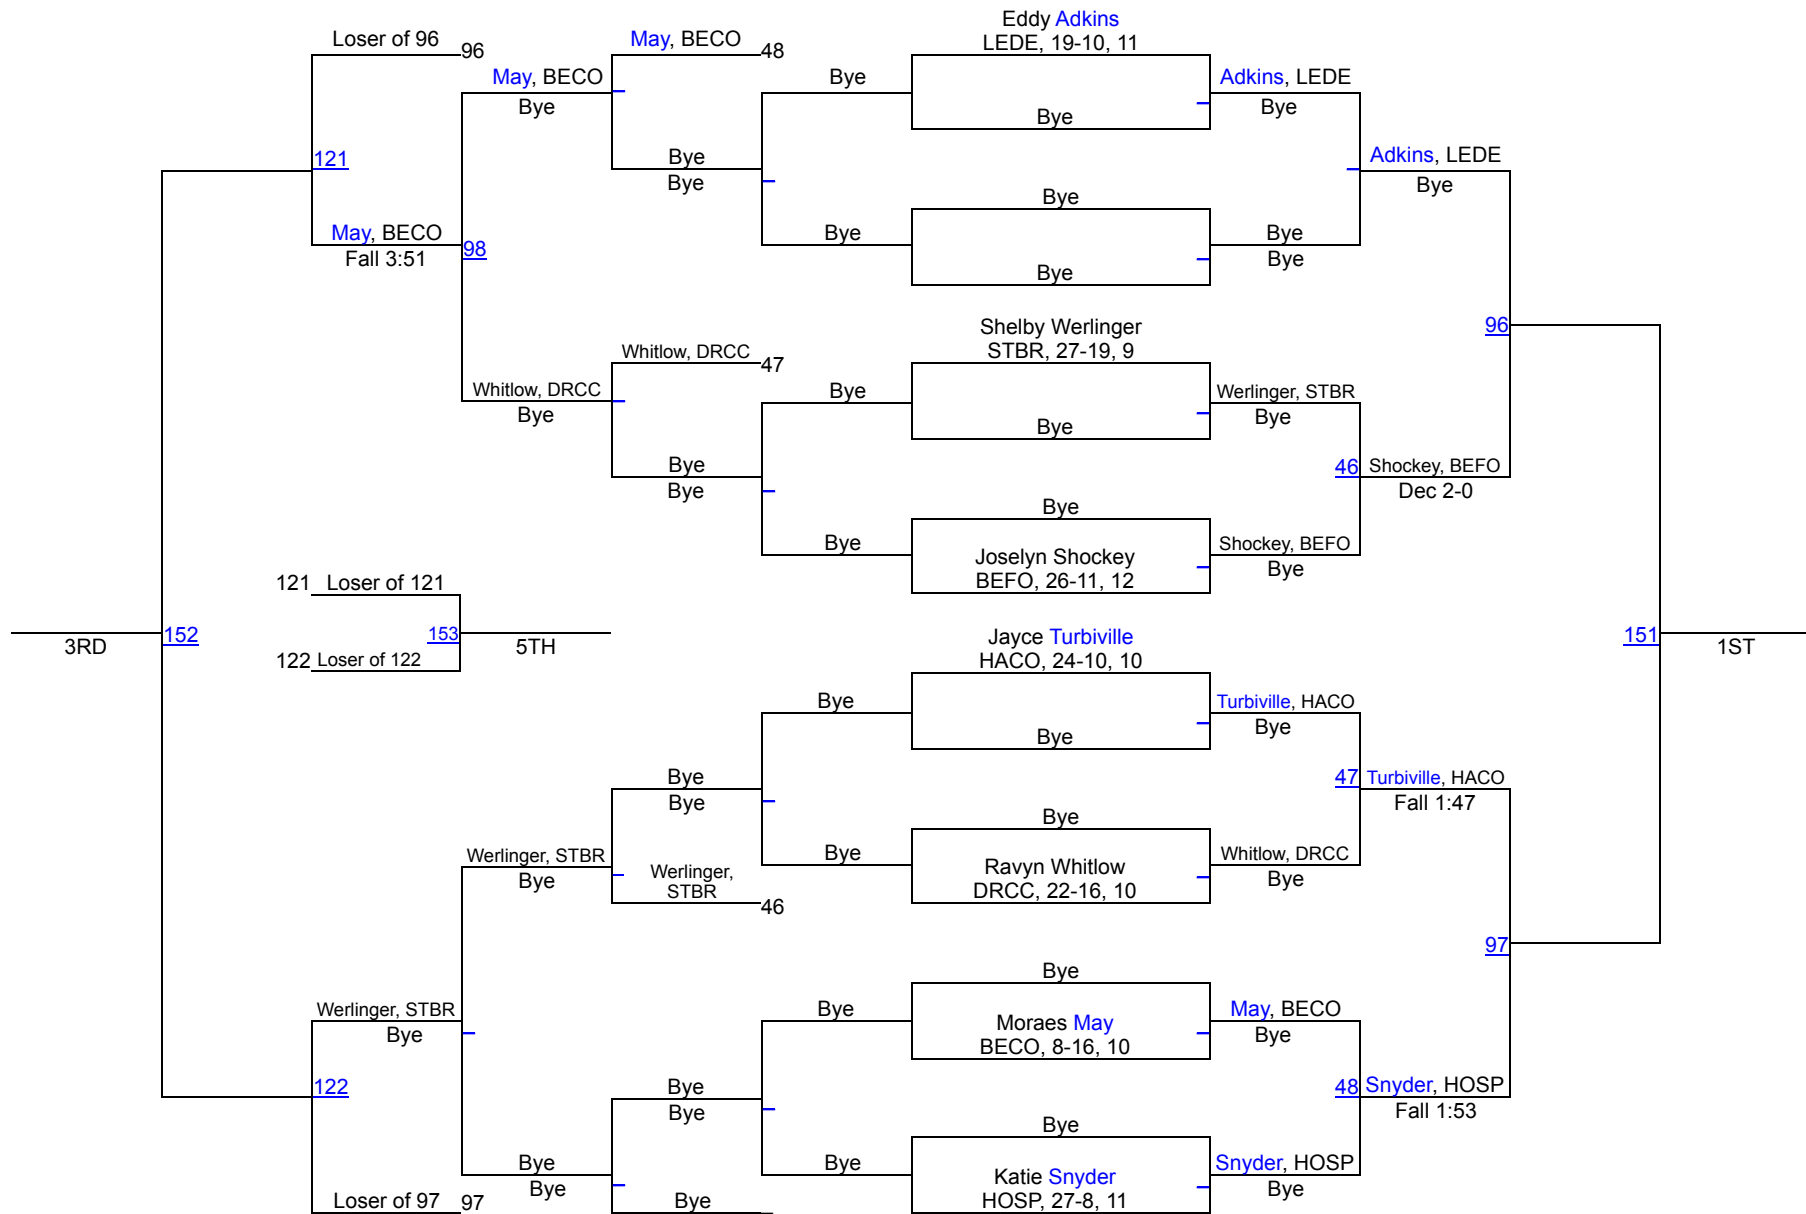 Eddy Adkins
LEDE, 19-10, 11
Loser of 96
96
May, BECO
48
May, BECO
Bye
Bye
Adkins, LEDE
Bye
Bye
Bye
Bye
121
Adkins, LEDE
Bye
Bye
Bye
May, BECO
Fall 3:51
98
Bye
Bye
Bye
Bye
Shelby Werlinger
STBR, 27-19, 9
96
Whitlow, DRCC
47
Whitlow, DRCC
Bye
Bye
Werlinger, STBR
Bye
Bye
Bye
Bye
46
Shockey, BEFO
Dec 2-0
Bye
Bye
Joselyn Shockey
BEFO, 26-11, 12
Shockey, BEFO
Bye
121
Loser of 121
3RD
152
153
5TH
122
Loser of 122
Jayce Turbiville
HACO, 24-10, 10
151
1ST
Bye
Turbiville, HACO
Bye
Bye
Bye
Bye
47
Turbiville, HACO
Fall 1:47
Bye
Werlinger, STBR
Bye
Werlinger,
STBR
46
Bye
Ravyn Whitlow
DRCC, 22-16, 10
Whitlow, DRCC
Bye
97
Bye
Werlinger, STBR
Bye
Bye
Moraes May
BECO, 8-16, 10
May, BECO
Bye
122
Bye
Bye
48
Snyder, HOSP
Fall 1:53
Bye
Bye
Bye
Bye
Katie Snyder
HOSP, 27-8, 11
Snyder, HOSP
Bye
Loser of 97
97
Bye